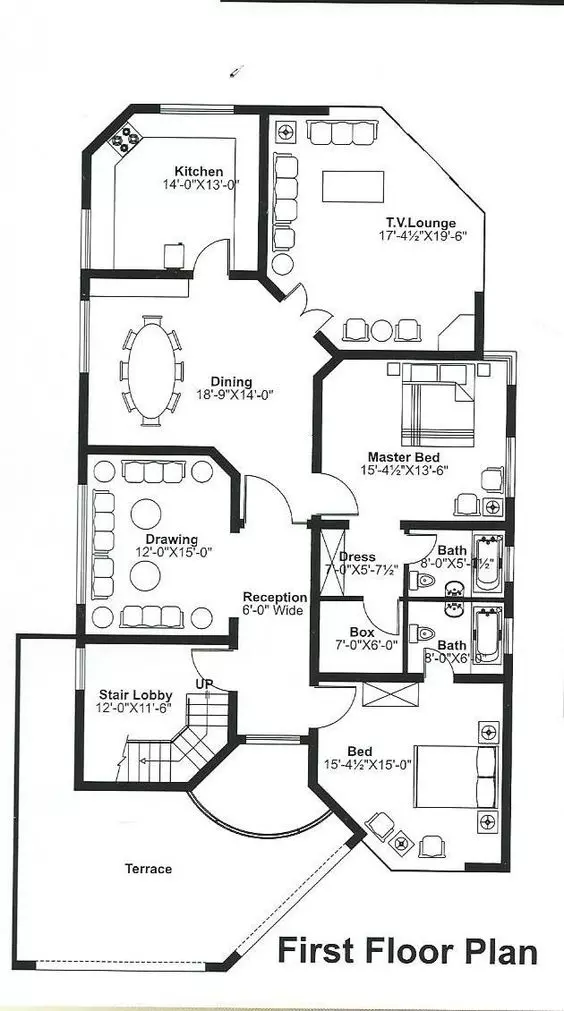 Kitchen
14'-0"X13'-0"
T.V.Lounge
17'-4½"X19'-6"
Dining
18'-9"X14'-0"
Master Bed
15'-4½"X13'-6"
Drawing
12'-0"X15'-0"
Dress
7'-0"X5'-7½"
Bath
8'-0"X5'-7½"
Reception
6'-0" Wide
Box
7'-0"X6'-0"
Bath
8'-0"X6'-0"
UP
Stair Lobby
12'-0"X11'-6"
Bed
15'-4½"X15'-0"
Terrace
First Floor Plan